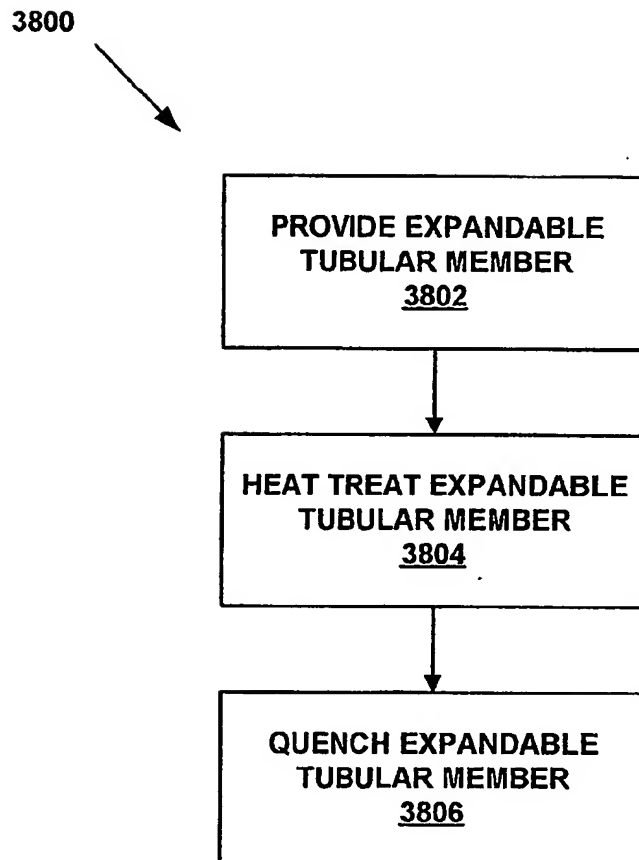 3800
PROVIDE EXPANDABLE
TUBULAR MEMBER
3802
HEAT TREAT EXPANDABLE
TUBULAR MEMBER
3804
QUENCH EXPANDABLE
TUBULAR MEMBER
3806